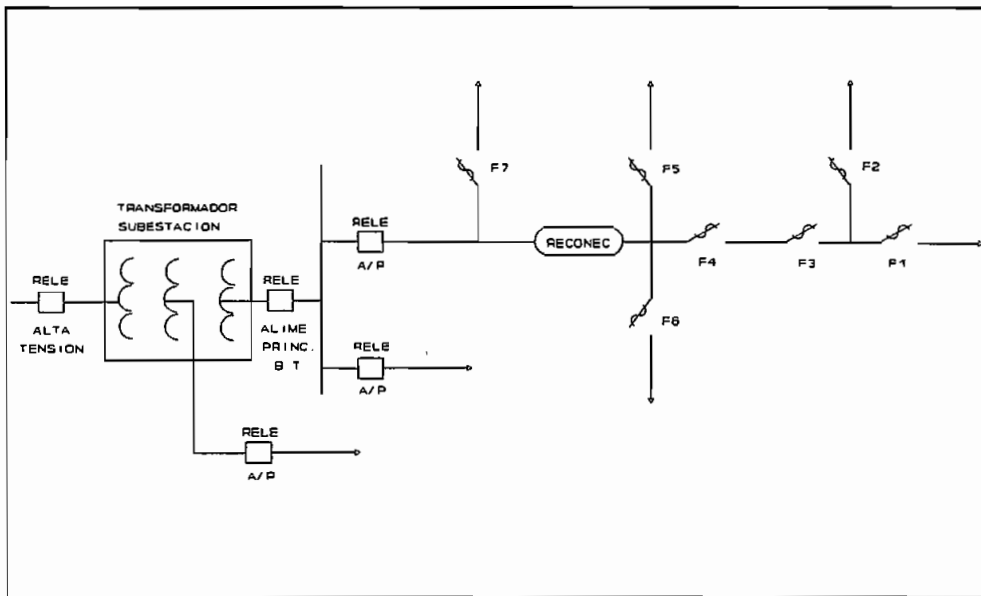 F7
F5
F2
TRANSFORMADOR
SUBESTACION
RELE
A/P
RECONEC
F4
F3
F1
RELE
ALTA
TENSION
RELE
ALIME
PRINC.
B T
F6
RELE
A/P
RELE
A/P